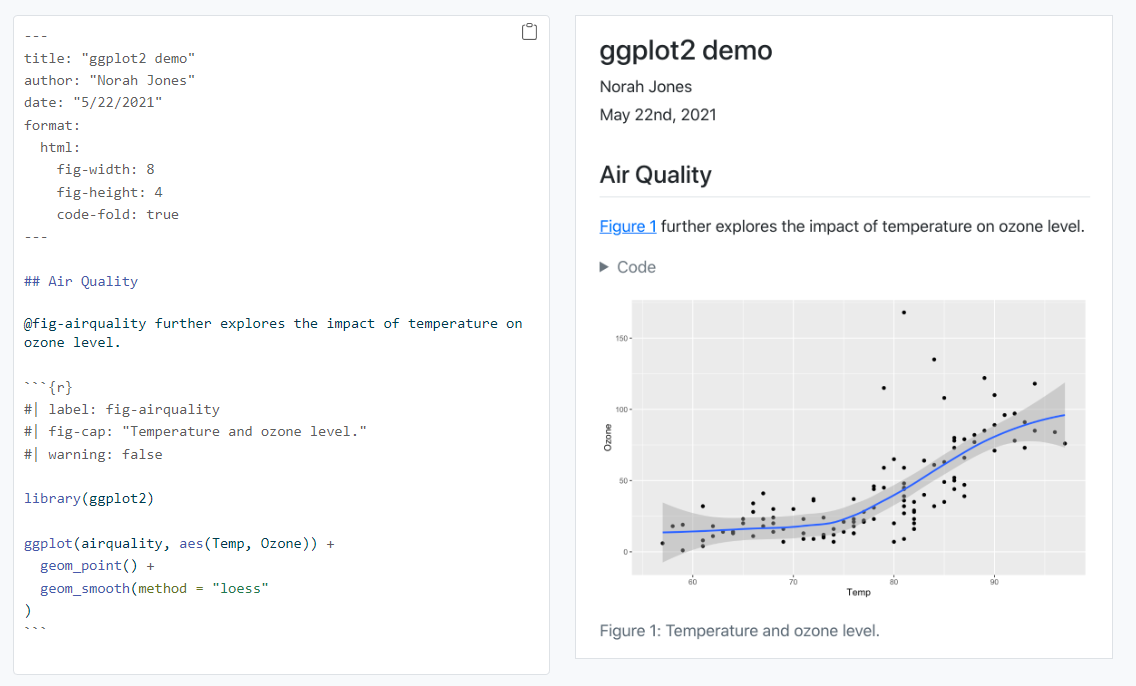 ---
title: "ggplot2 demo"
author: "Norah Jones"
date: "5/22/2021"
format:
  html:
    fig-width: 8
    fig-height: 4
    code-fold: true
---
## Air Quality
@fig-airquality further explores the impact of temperature on
ozone level.
```{r}
#| label: fig-airquality
#| fig-cap: "Temperature and ozone level."
#| warning: false
library(ggplot2)
ggplot(airquality, aes(Temp, Ozone)) +
  geom_point() +
  geom_smooth(method = "loess"
)
```
ggplot2 demo
Norah Jones
May 22nd, 2021
Air Quality
Figure 1 further explores the impact of temperature on ozone level.
Code
150
100
50
0
Ozone
60 70 80 90
Temp
Figure 1: Temperature and ozone level.